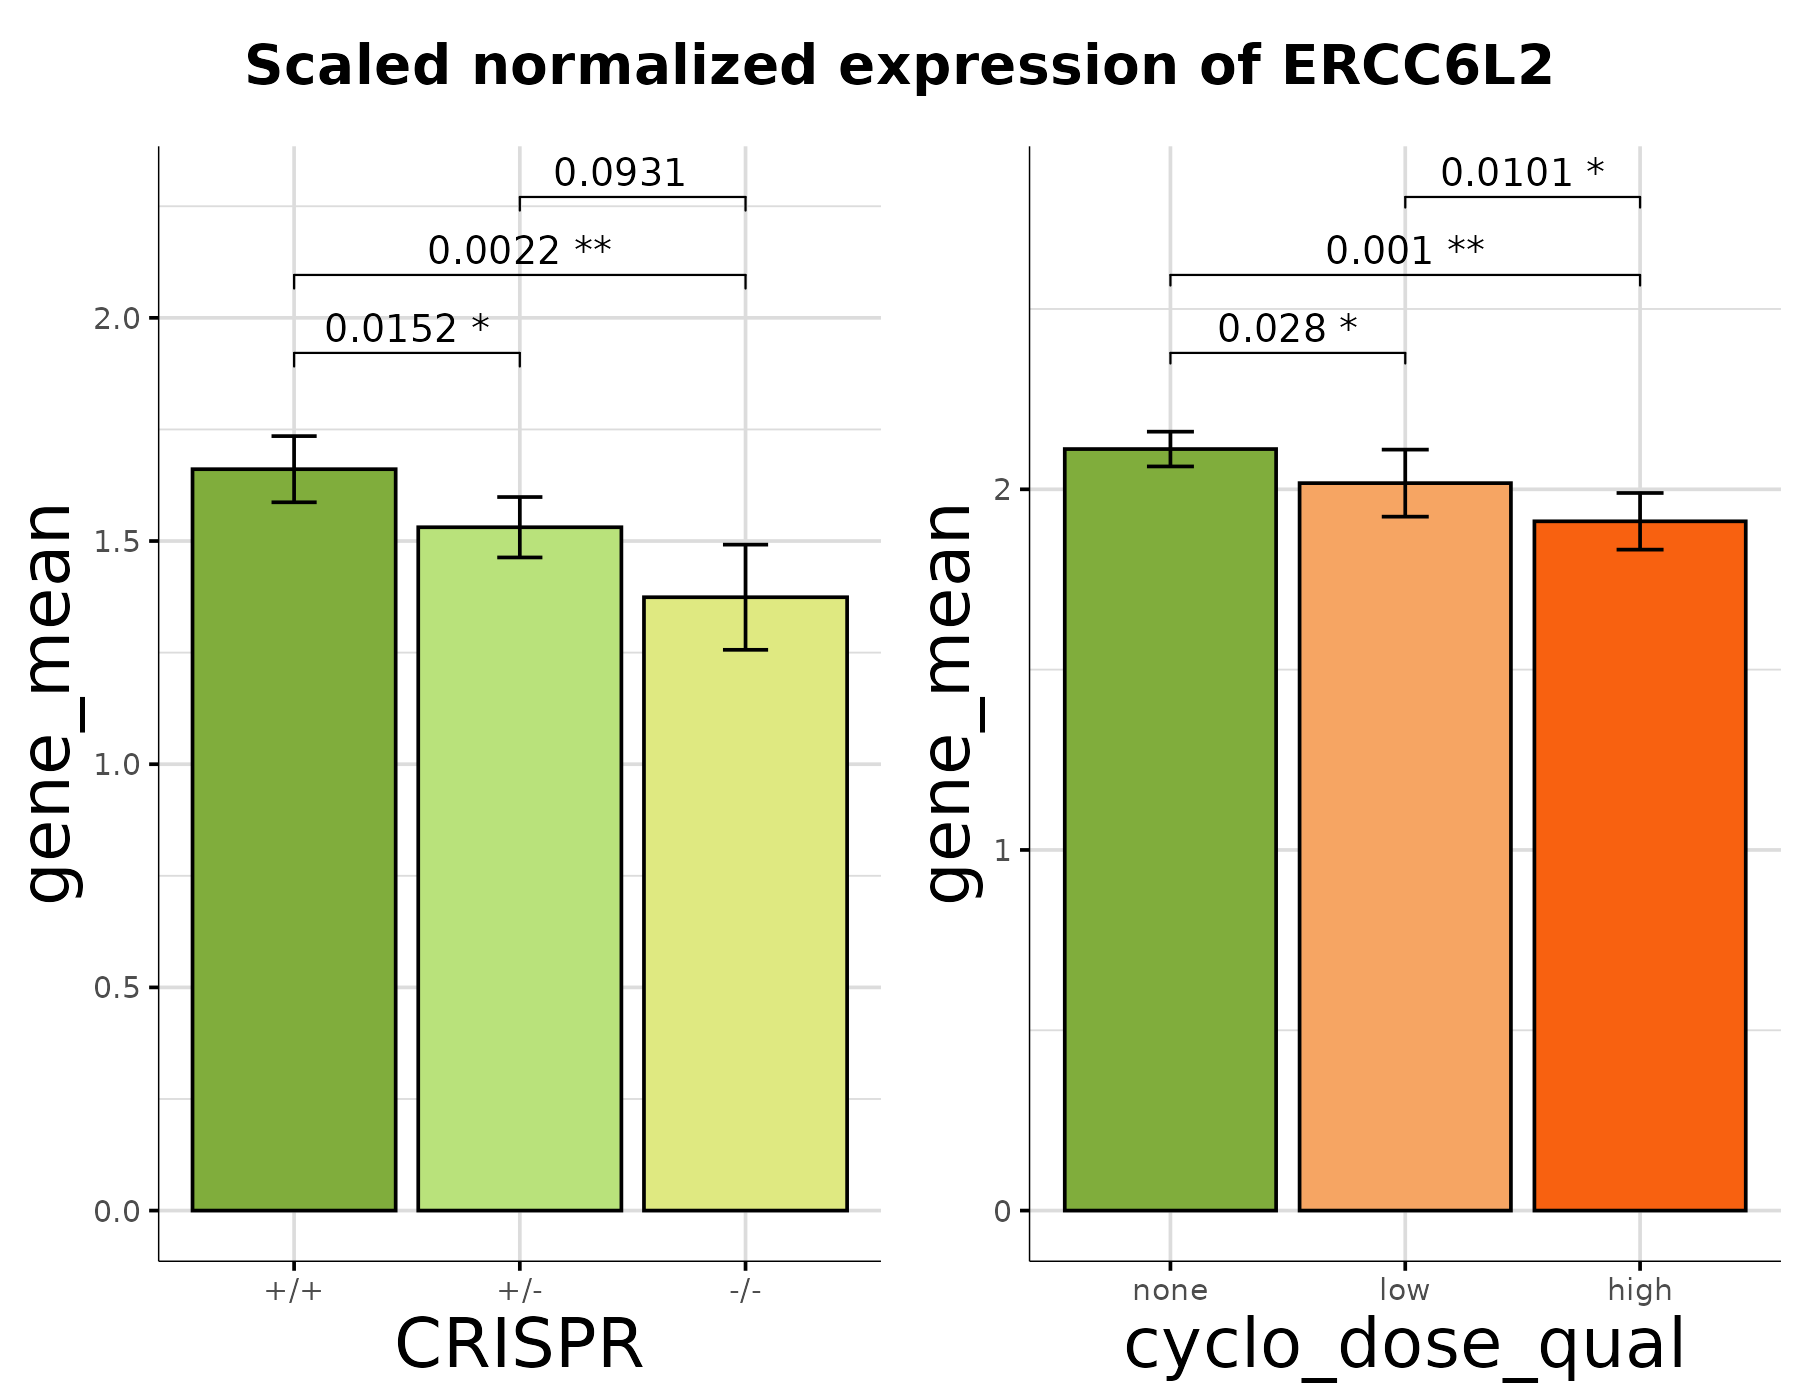 Scaled normalized expression of ERCC6L2
0.0931
0.0022 **
0.0152 *
2.0
1.5
1.0
0.5
0.0
gene_mean
+/+ +/- -/-
CRISPR
0.0101 *
0.001 **
0.028 *
2
1
0
gene_mean
none low high
cyclo_dose_qual